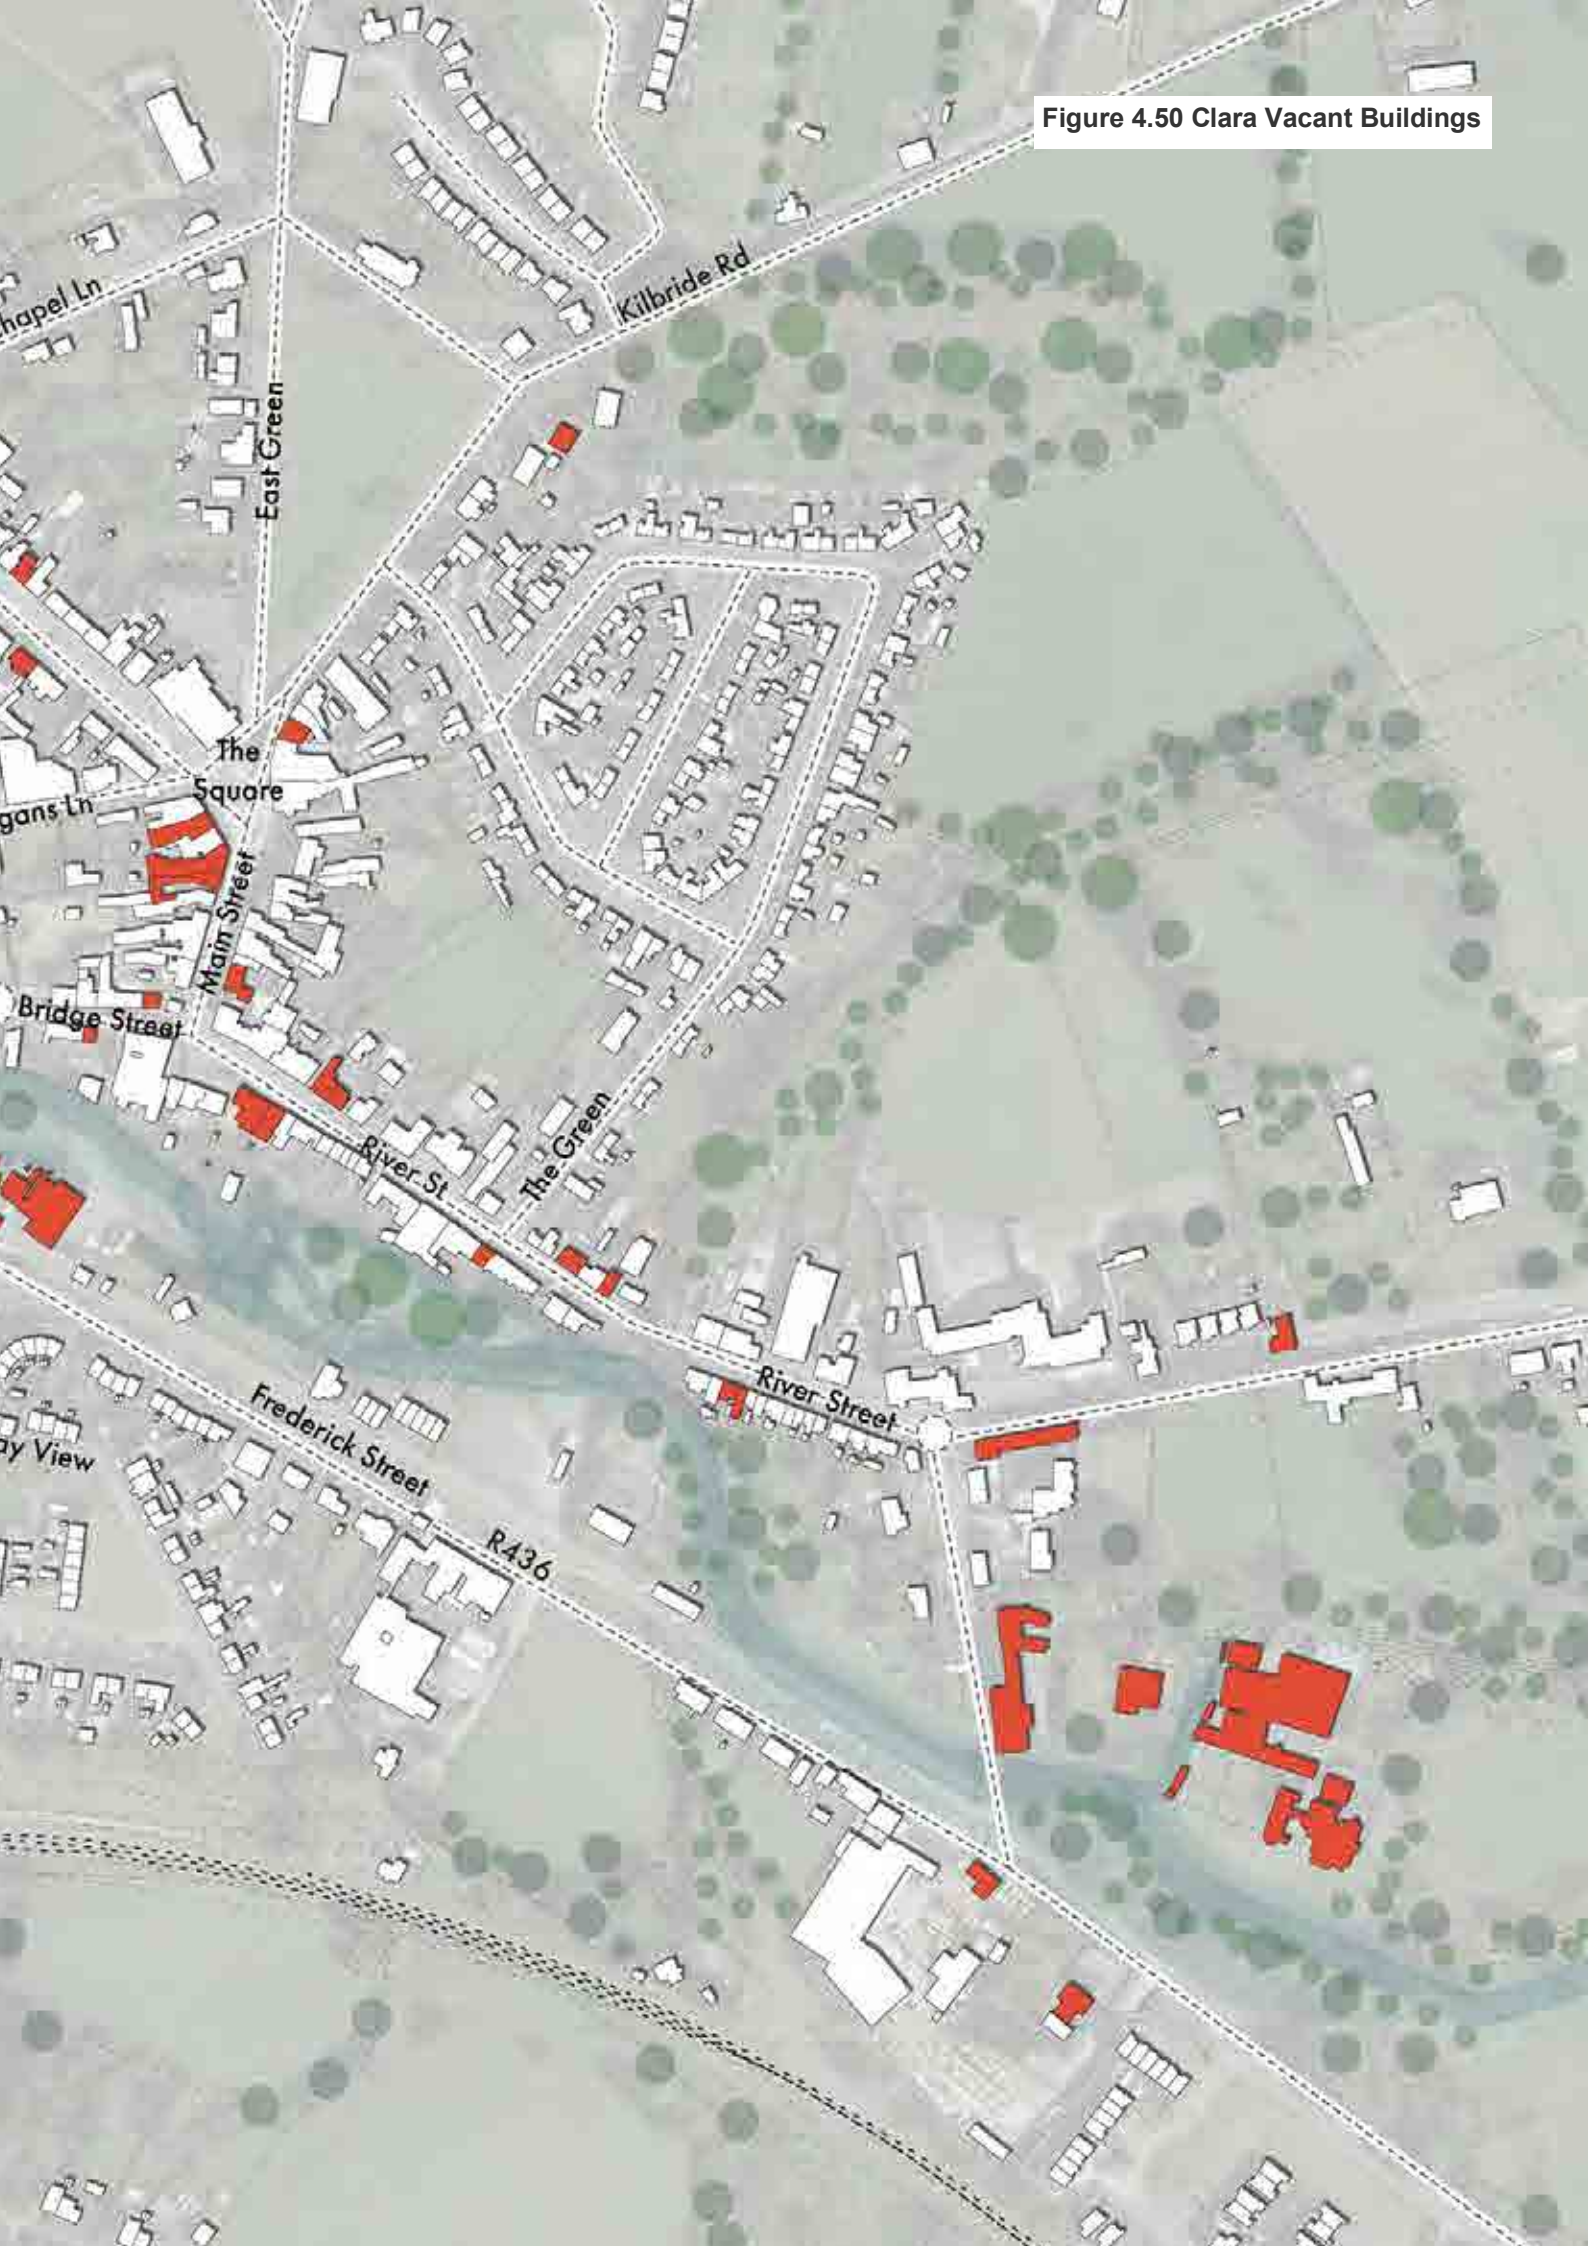 Figure 4.50 Clara Vacant Buildings
Kilbride Rd
hapel Ln
East Green
The
Square
gans Ln
Main Street
Bridge Street
River St
The Green
River Street
Frederick Street
ay View
R436